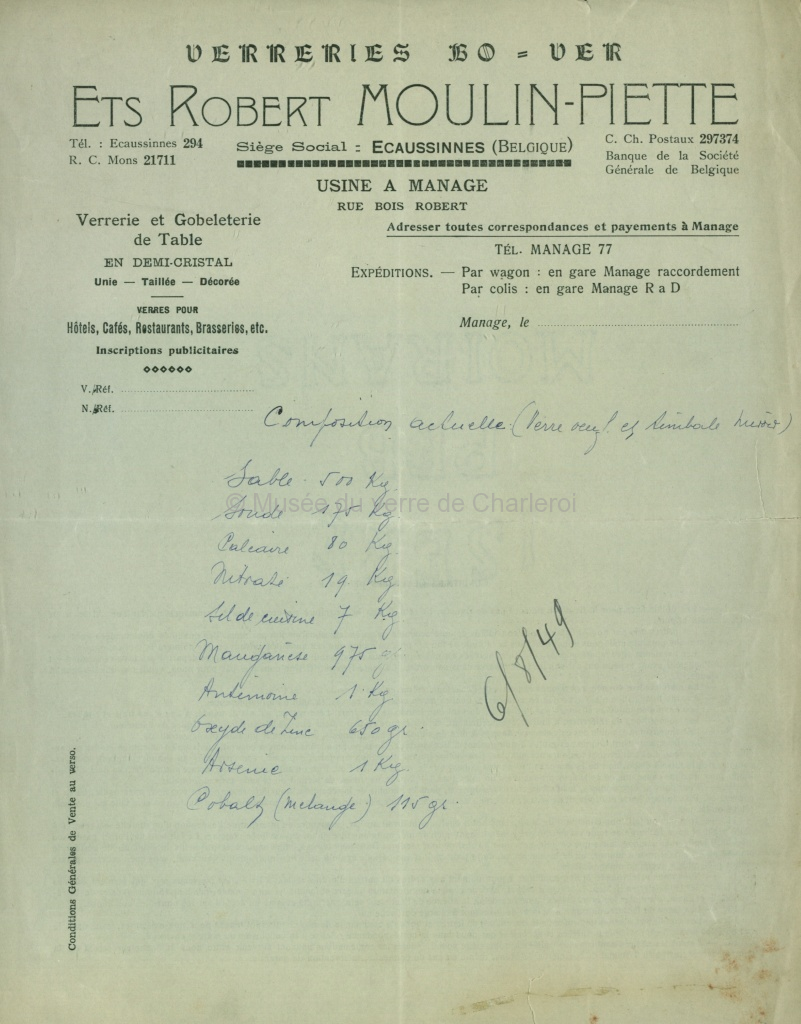 VERRERIES BO = VER
ETS ROBERT MOULIN-PIETTE
Tél. : Ecaussinnes 294
R. C. Mons 21711
Siège Social : ECAUSSINNES (BELGIQUE)
C. Ch. Postaux 297374
Banque de la Société
Générale de Belgique
USINE A MANAGE
RUE BOIS ROBERT
Verrerie et Gobeleterie
de Table
EN DEMI-CRISTAL
Unie — Taillée — Décorée
VERRES POUR
Hôtels, Cafés, Restaurants, Brasseries, etc.
Inscriptions publicitaires
Adresser toutes correspondances et payements à Manage
TÉL. MANAGE 77
EXPÉDITIONS. — Par wagon : en gare Manage raccordement
Par colis : en gare Manage R a D
Manage, le
V./Réf.
N./Réf.
Composition actuelle (Verre et timbale)
Sable 500 Kg
© Musée du verre de Charleroi
Soude 175 Kg
Calcaire 80 Kg
Nitrate 19 Kg
Sel de cuisine 7 Kg
Manganèse 975 gr
Antimoine 1 Kg
Oxyde de Zinc 650 gr.
Arsenic 1 Kg
Cobalt (mélange) 115 gr.
6/8/49
Conditions Générales de Vente au verso.